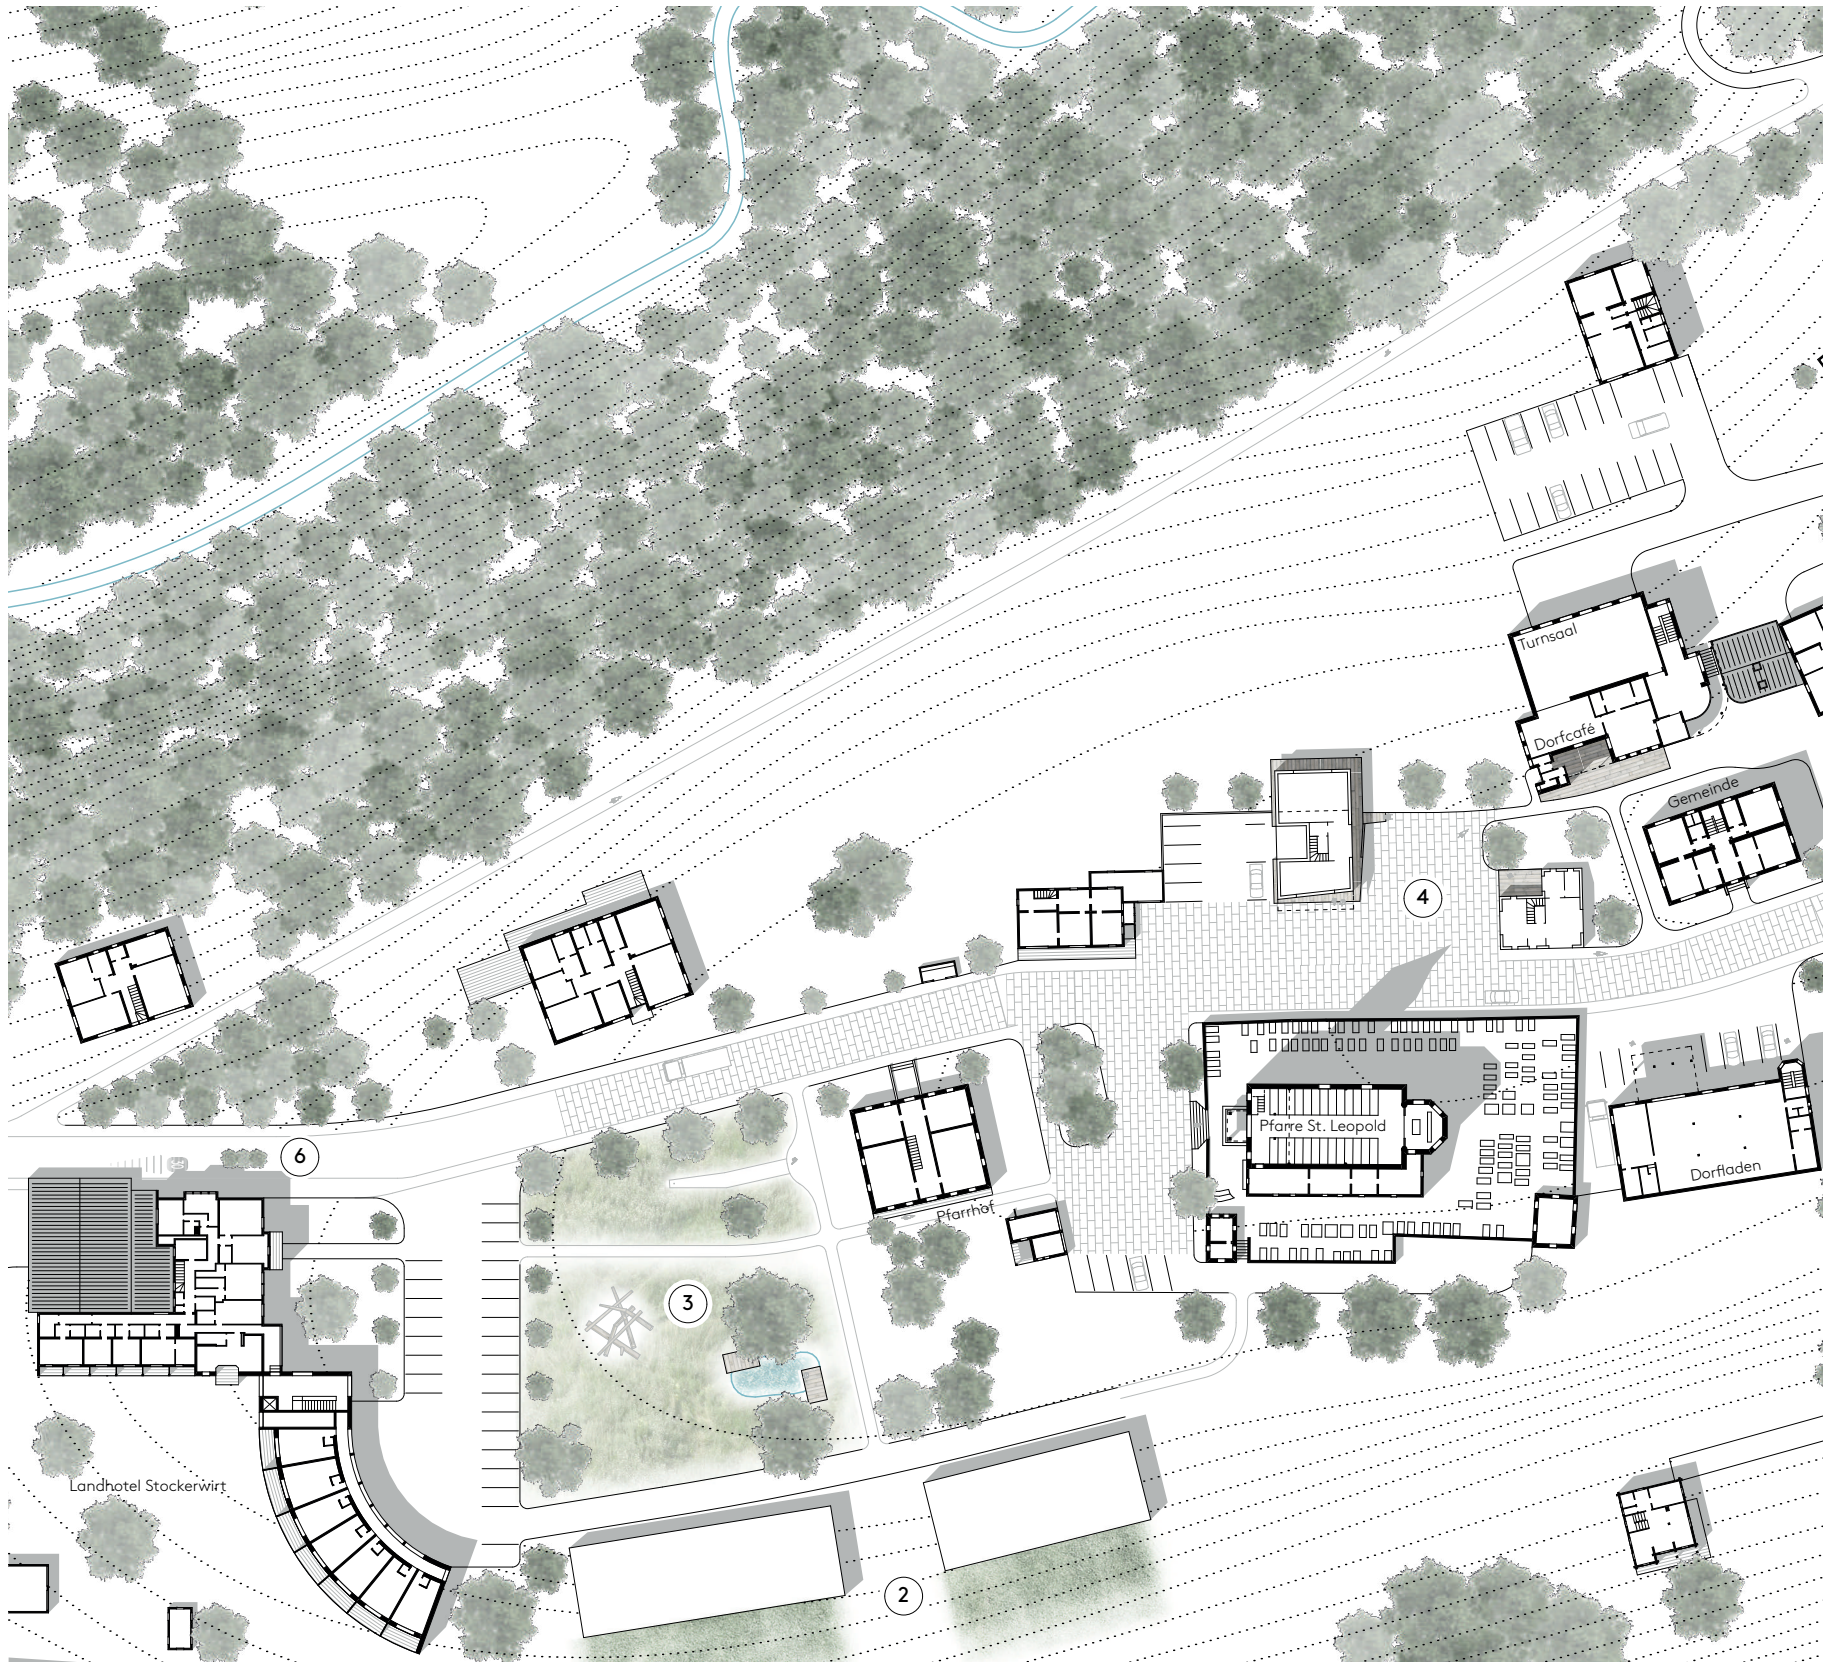 Turnsaal
Dorfcafé
Gemeinde
4
Pfarre St. Leopold
6
Dorfladen
Pfarrhof
3
Landhotel Stockerwirt
2